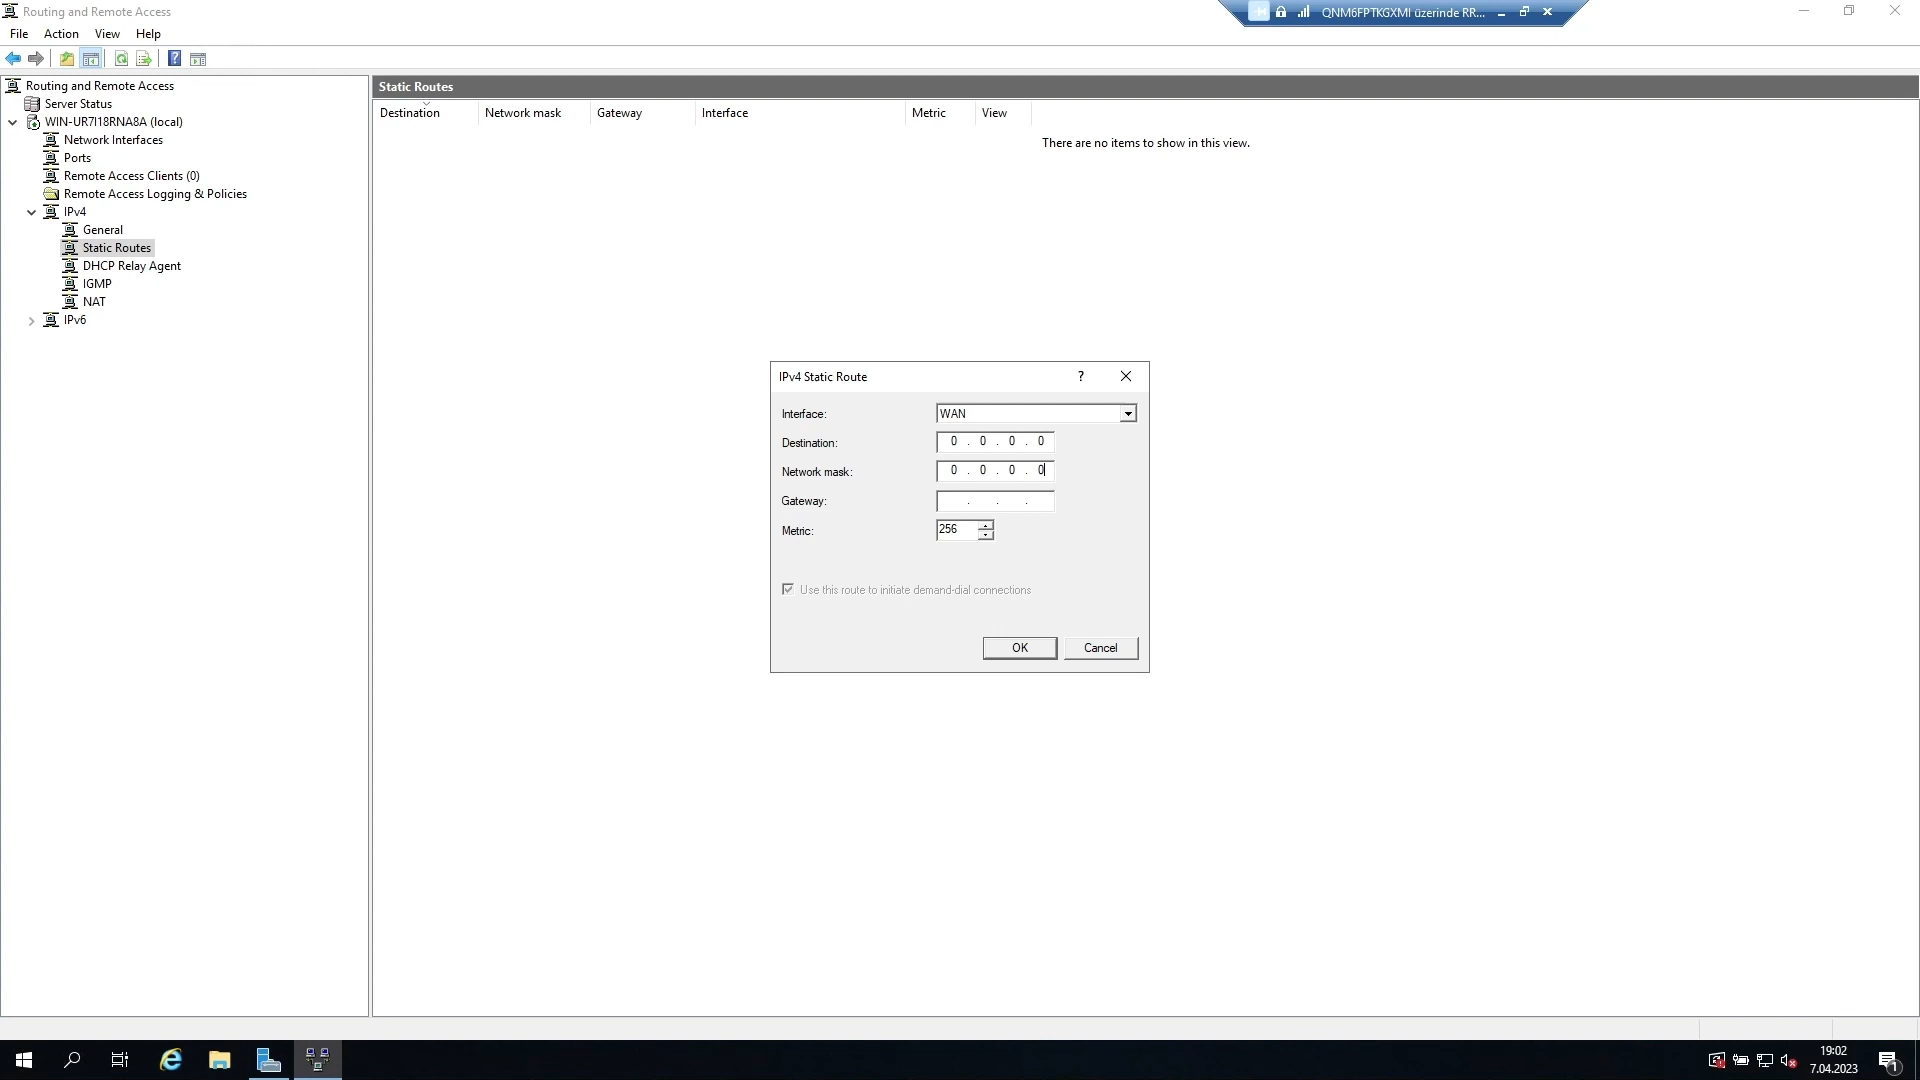 Routing and Remote Access
QNM6FPTKGXMI üzerinde RR...
File Action View Help
Routing and Remote Access
Server Status
WIN-UR7I18RNA8A (local)
Network Interfaces
Ports
Remote Access Clients (0)
Remote Access Logging & Policies
IPv4
General
Static Routes
DHCP Relay Agent
IGMP
NAT
IPv6
Static Routes
Destination Network mask Gateway Interface Metric View
There are no items to show in this view.
IPv4 Static Route ?
Interface: WAN
Destination: 0 . 0 . 0 . 0
Network mask: 0 . 0 . 0 . 0
Gateway: . . .
Metric: 256
Use this route to initiate demand-dial connections
OK Cancel
19:02
7.04.2023
1